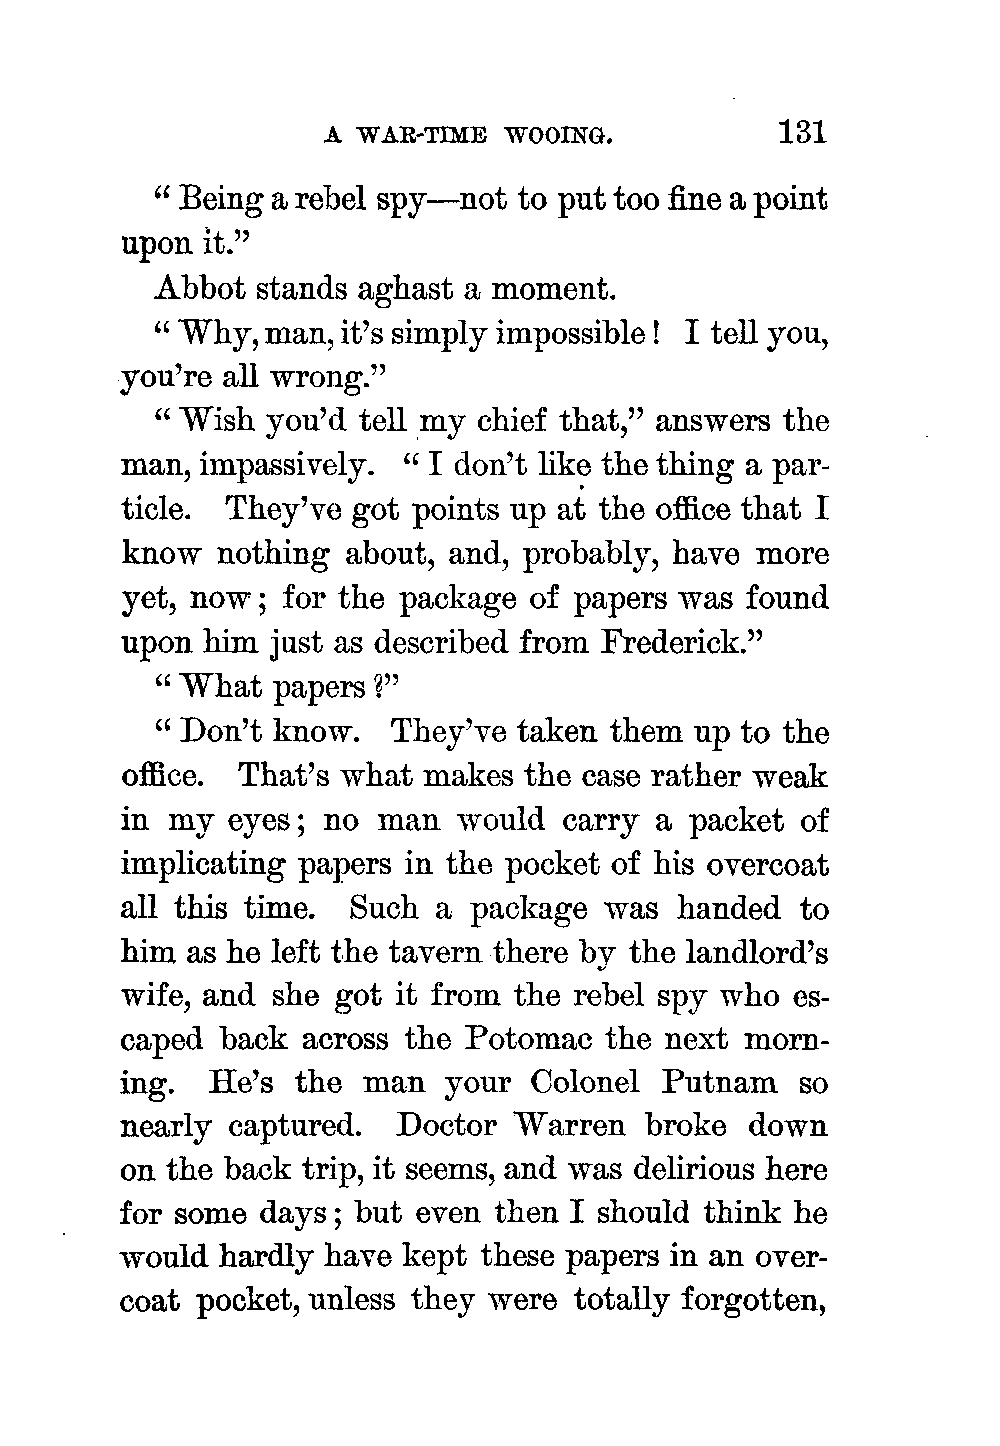 A WAR-TIME WOOING. 131
“Being a rebel spy—not to put too fine a point
upon it.”
Abbot stands aghast a moment.
“Why, man, it’s simply impossible! I tell you,
you’re all wrong.”
“Wish you’d tell my chief that,” answers the
man, impassively. “I don’t like the thing a par-
ticle. They’ve got points up at the office that I
know nothing about, and, probably, have more
yet, now; for the package of papers was found
upon him just as described from Frederick.”
“What papers?”
“Don’t know. They’ve taken them up to the
office. That’s what makes the case rather weak
in my eyes; no man would carry a packet of
implicating papers in the pocket of his overcoat
all this time. Such a package was handed to
him as he left the tavern there by the landlord’s
wife, and she got it from the rebel spy who es-
caped back across the Potomac the next morn-
ing. He’s the man your Colonel Putnam so
nearly captured. Doctor Warren broke down
on the back trip, it seems, and was delirious here
for some days; but even then I should think he
would hardly have kept these papers in an over-
coat pocket, unless they were totally forgotten,